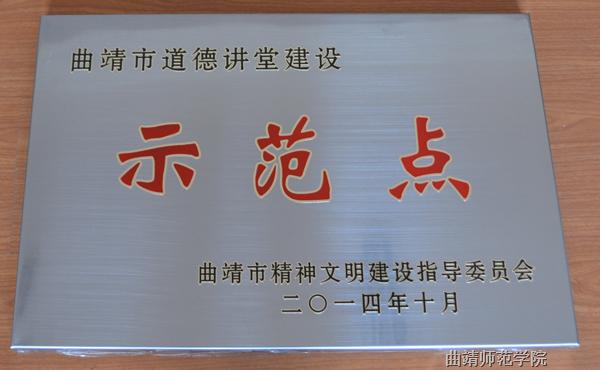 曲靖市道德讲堂建设
示范点
曲靖市精神文明建设指导委员会
二〇一四年十月
曲靖师范学院